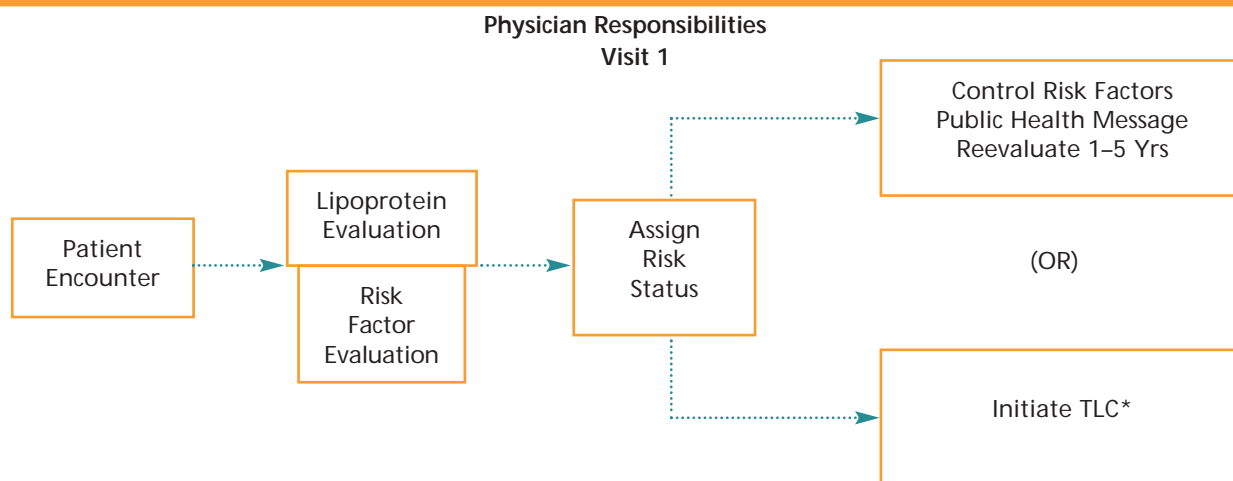 Physician Responsibilities
Visit 1
Patient
Encounter
Lipoprotein
Evaluation
Risk
Factor
Evaluation
Assign
Risk
Status
Control Risk Factors
Public Health Message
Reevaluate 1–5 Yrs
(OR)
Initiate TLC*